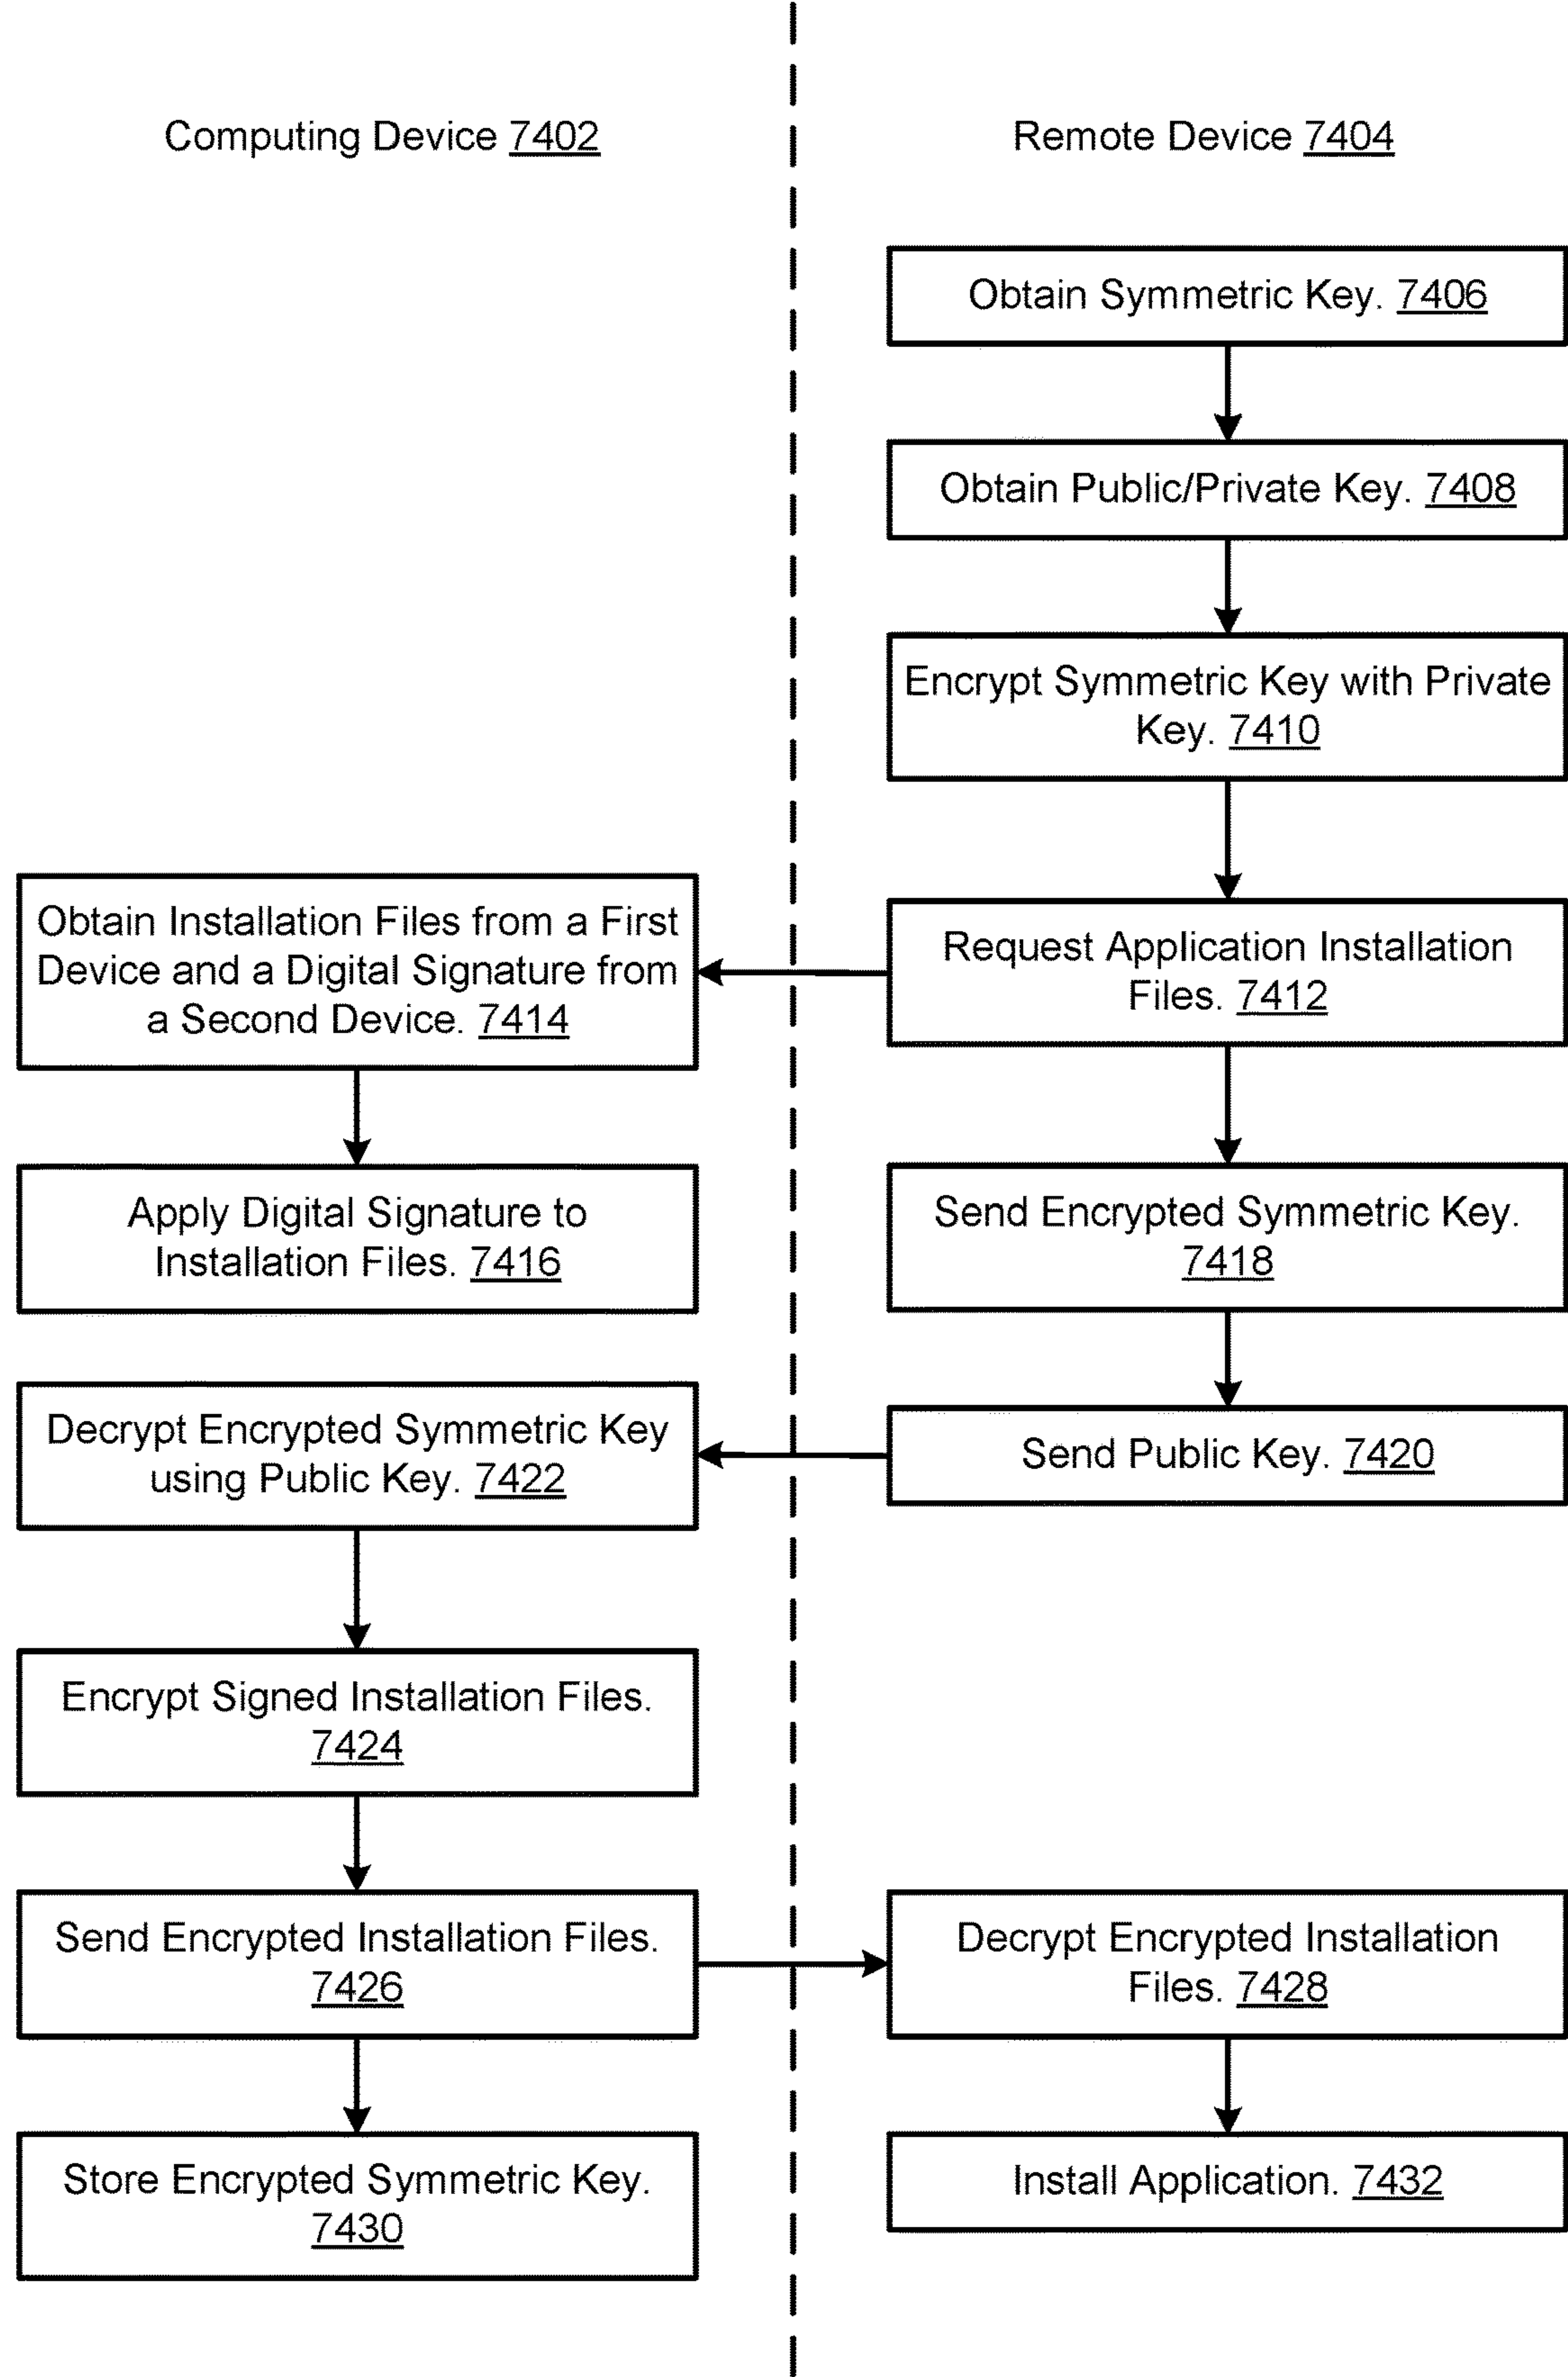 Computing Device 7402
Remote Device 7404
Obtain Symmetric Key. 7406
Obtain Public/Private Key. 7408
Encrypt Symmetric Key with Private
Key. 7410
Obtain Installation Files from a First
Device and a Digital Signature from
a Second Device. 7414
Request Application Installation
Files. 7412
Apply Digital Signature to
Installation Files. 7416
Send Encrypted Symmetric Key.
7418
Decrypt Encrypted Symmetric Key
using Public Key. 7422
Send Public Key. 7420
Encrypt Signed Installation Files.
7424
Send Encrypted Installation Files.
7426
Decrypt Encrypted Installation
Files. 7428
Store Encrypted Symmetric Key.
7430
Install Application. 7432